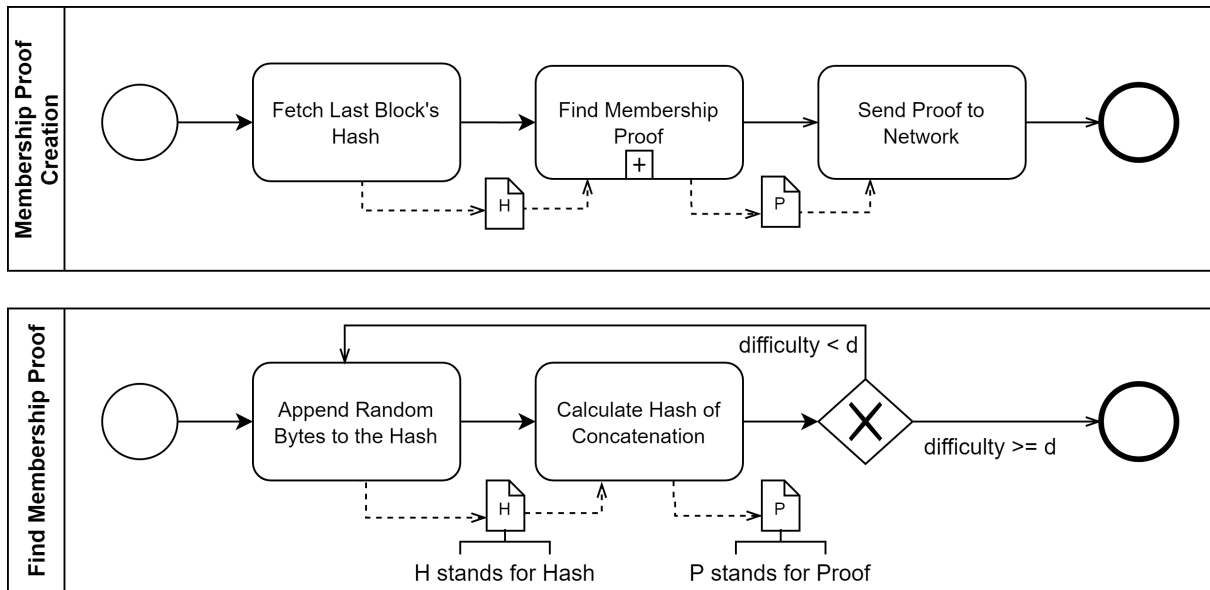 Membership Proof
Creation
Fetch Last Block's
Hash
Find Membership
Proof
+
Send Proof to
Network
H
P
Find Membership Proof
difficulty < d
Append Random
Bytes to the Hash
Calculate Hash of
Concatenation
difficulty >= d
H
P
H stands for Hash
P stands for Proof